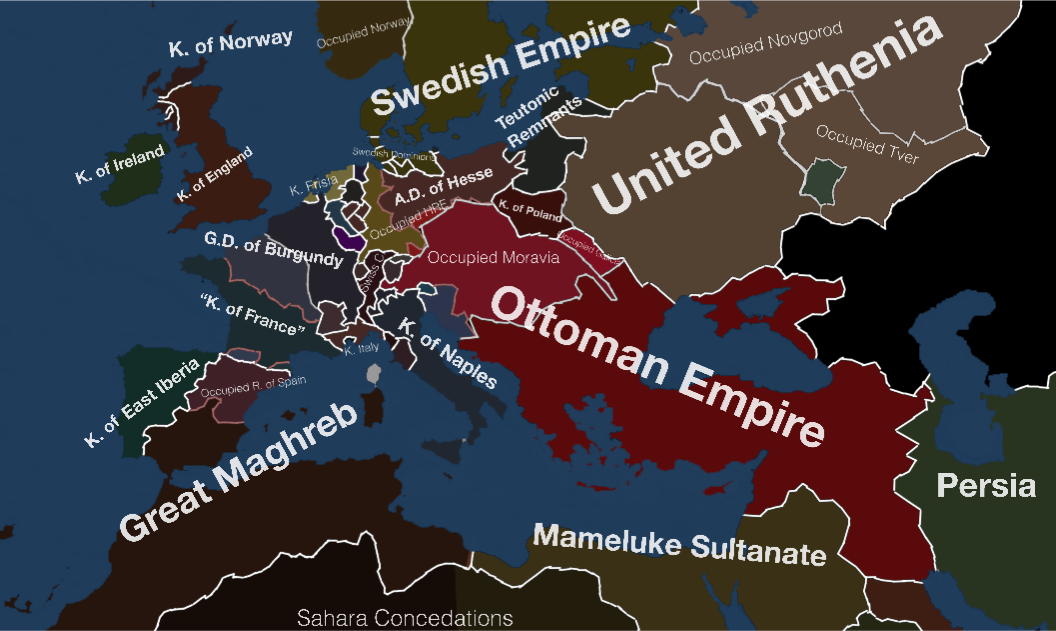 K. of Norway
Occupied Norway
Swedish Empire
Occupied Novgorod
United Ruthenia
Teutonic
Remnants
Occupied Tver
K. of Ireland
K. of England
Swedish Dominions
K. Frisia
A.D. of Hesse
Occupied HRE
K. of Poland
G.D. of Burgundy
Occupied Moravia
Swiss C.
"K. of France"
Ottoman Empire
K. Italy
K. of Naples
K. of East Iberia
Occupied R. of Spain
Great Maghreb
Persia
Mameluke Sultanate
Sahara Concedations